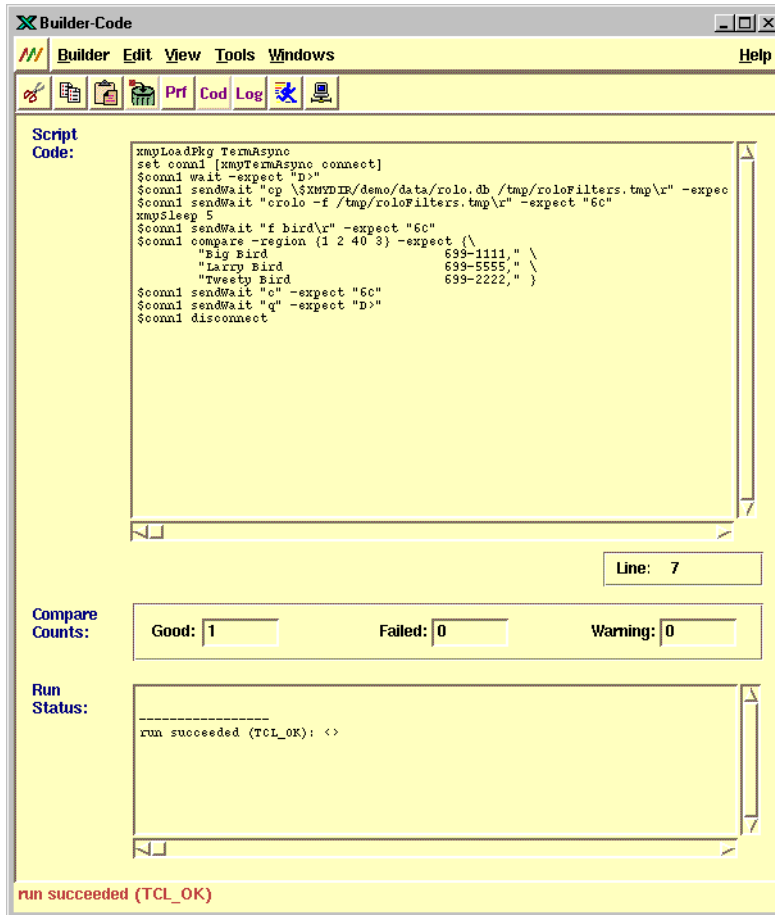 Builder-Code
Builder Edit View Tools Windows Help
Prf Cod Log
Script
Code:
xmyLoadPkg TermAsync
set conn1 [xmyTermAsync connect]
$conn1 wait -expect "D>"
$conn1 sendWait "cp \$XMYDIR/demo/data/rolo.db /tmp/roloFilters.tmp\r" -expec
$conn1 sendWait "crolo -f /tmp/roloFilters.tmp\r" -expect "6C"
xmySleep 5
$conn1 sendWait "f bird\r" -expect "6C"
$conn1 compare -region {1 2 40 3} -expect {\
"Big Bird 699-1111," \
"Larry Bird 699-5555," \
"Tweety Bird 699-2222," }
$conn1 sendWait "c" -expect "6C"
$conn1 sendWait "q" -expect "D>"
$conn1 disconnect
Line: 7
Compare
Counts:
Good: 1 Failed: 0 Warning: 0
Run
Status:
-----------------
run succeeded (TCL_OK): <>
run succeeded (TCL_OK)